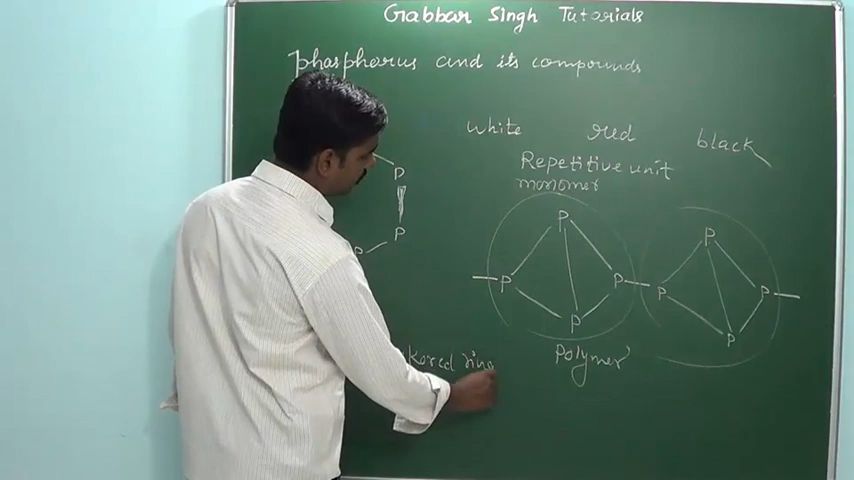 Gabbar Singh Tutorials
phosphorus and its compounds
white red black
Repetitive unit
monomer
P
P
P
P
P
P
P
P
P
P
P
Polymer